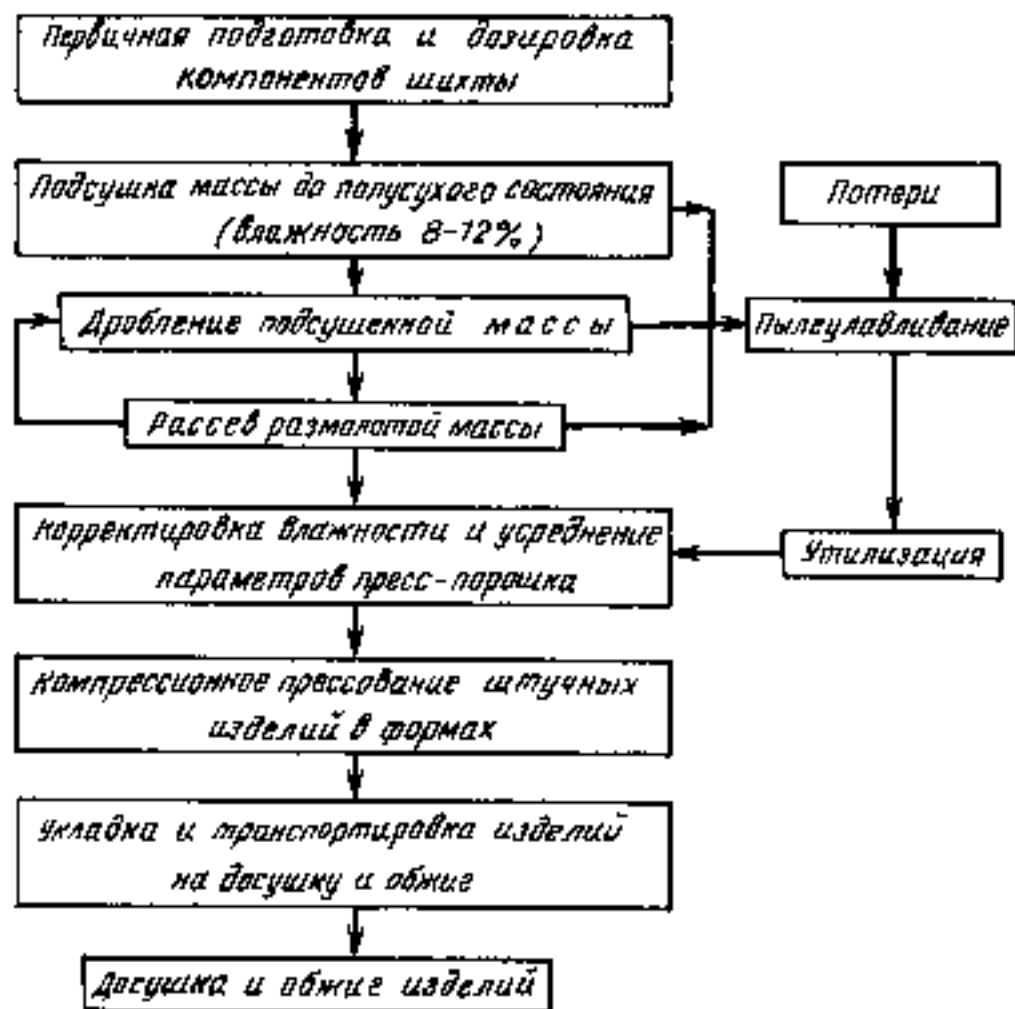 Первичная подготовка и дозировка
компонентов шихты
Подсушка массы до полусухого состояния
(влажность 8-12%)
Потери
Дробление подсушенной массы
Пылеулавливание
Рассев размолотой массы
Корректировка влажности и усреднение
параметров пресс-порошка
Утилизация
Компрессионное прессование штучных
изделий в формах
Укладка и транспортировка изделий
на досушку и обжиг
Досушка и обжиг изделий